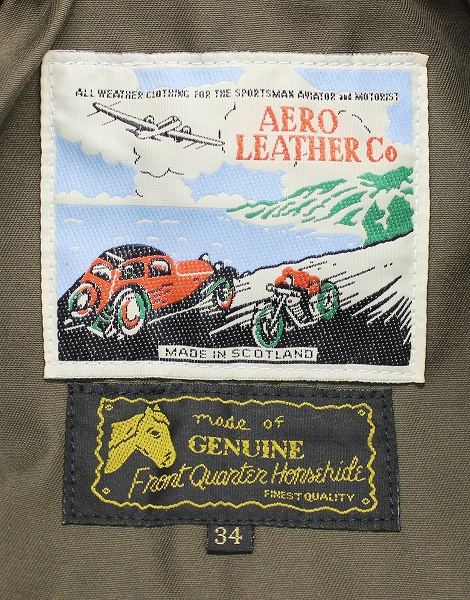 ALL WEATHER CLOTHING FOR THE SPORTSMAN AVIATOR and MOTORIST
AERO
LEATHER Co
MADE IN SCOTLAND
made of
GENUINE
Front Quarter Horsehide
FINEST QUALITY
34